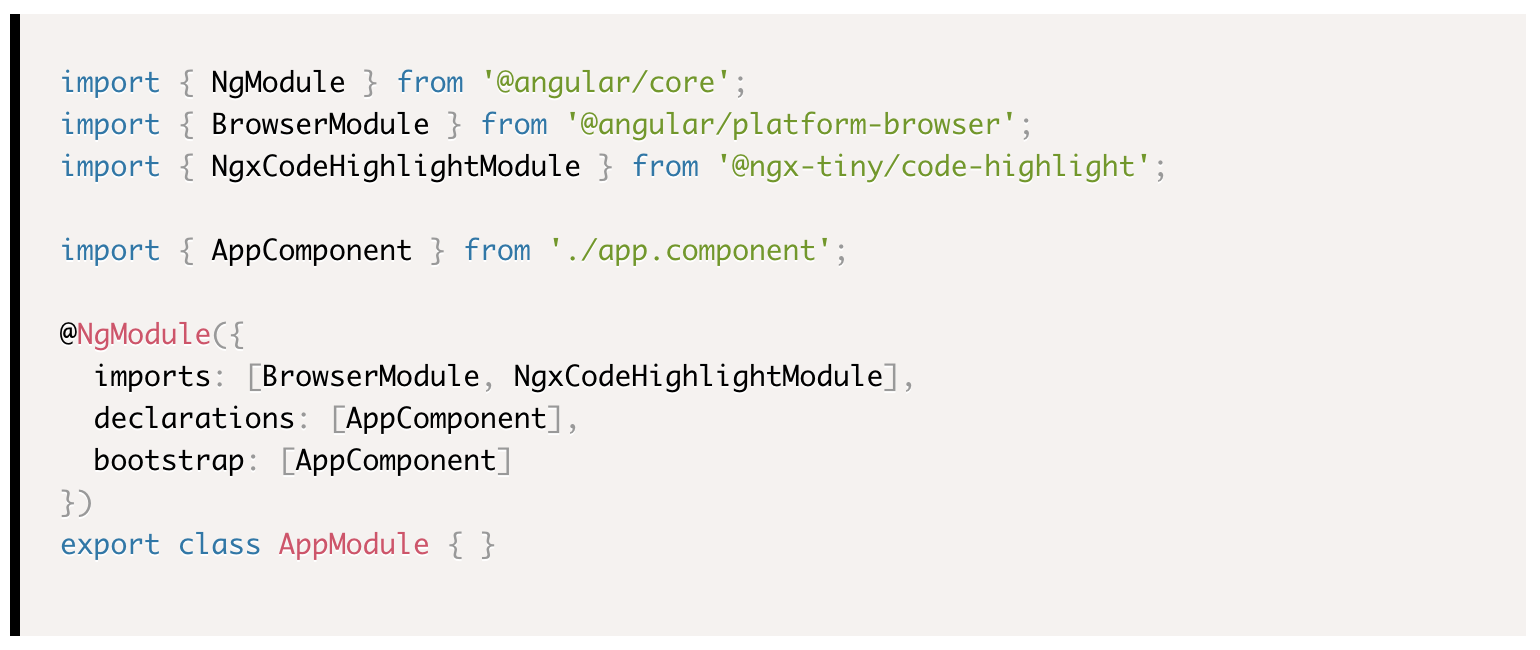 import { NgModule } from '@angular/core';
import { BrowserModule } from '@angular/platform-browser';
import { NgxCodeHighlightModule } from '@ngx-tiny/code-highlight';

import { AppComponent } from './app.component';

@NgModule({
  imports: [BrowserModule, NgxCodeHighlightModule],
  declarations: [AppComponent],
  bootstrap: [AppComponent]
})
export class AppModule { }